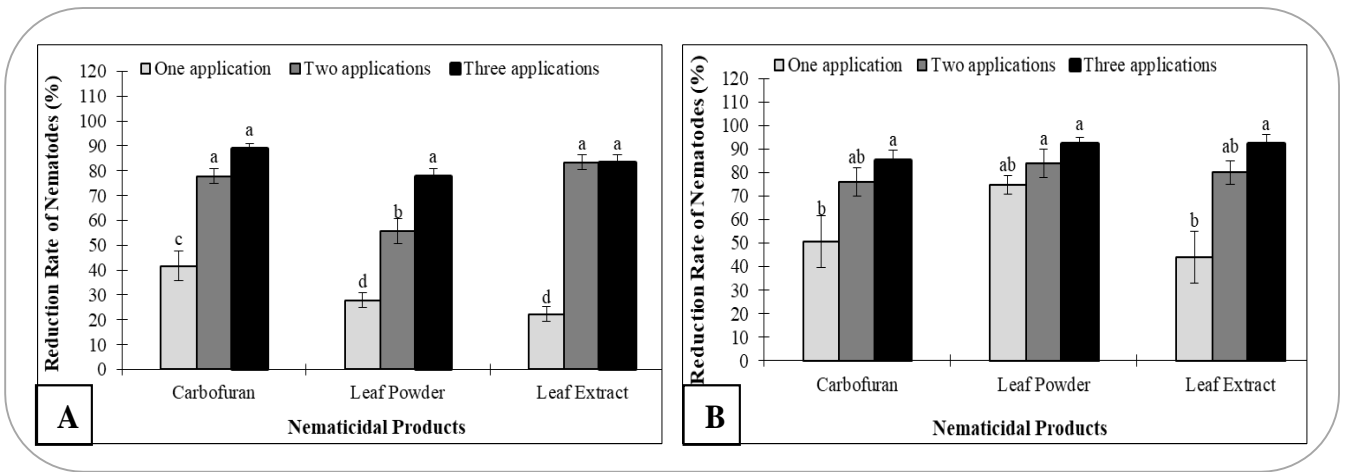 One application Two applications Three applications
Reduction Rate of Nematodes (%)
120
110
100
90
80
70
60
50
40
30
20
10
0
c a a
d b a
d a a
Carbofuran Leaf Powder Leaf Extract
Nematicidal Products
A
One application Two applications Three applications
Reduction Rate of Nematodes (%)
120
110
100
90
80
70
60
50
40
30
20
10
0
b ab a
ab a a
b ab a
Carbofuran Leaf Powder Leaf Extract
Nematicidal Products
B